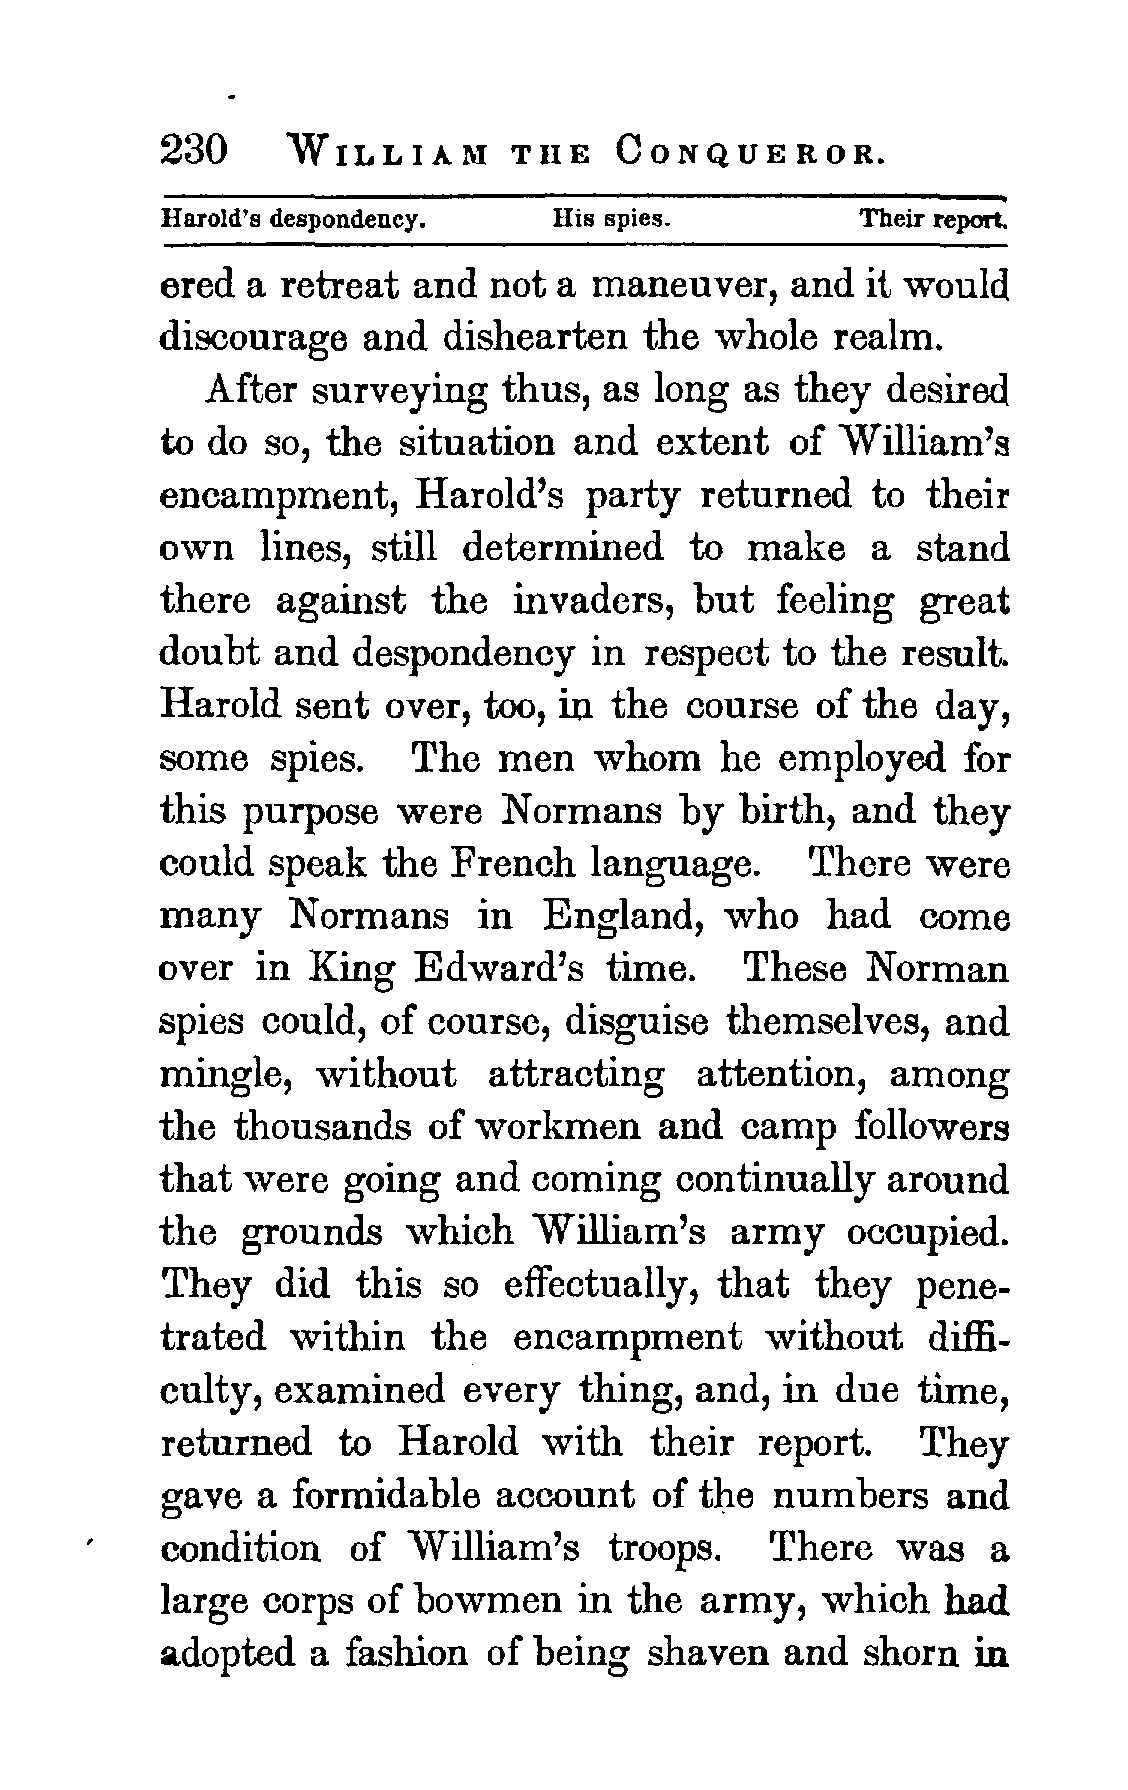 230 William the Conqueror.
Harold's despondency. His spies. Their report.
ered a retreat and not a maneuver, and it would
discourage and dishearten the whole realm.
After surveying thus, as long as they desired
to do so, the situation and extent of William's
encampment, Harold's party returned to their
own lines, still determined to make a stand
there against the invaders, but feeling great
doubt and despondency in respect to the result.
Harold sent over, too, in the course of the day,
some spies. The men whom he employed for
this purpose were Normans by birth, and they
could speak the French language. There were
many Normans in England, who had come
over in King Edward's time. These Norman
spies could, of course, disguise themselves, and
mingle, without attracting attention, among
the thousands of workmen and camp followers
that were going and coming continually around
the grounds which William's army occupied.
They did this so effectually, that they pene-
trated within the encampment without diffi-
culty, examined every thing, and, in due time,
returned to Harold with their report. They
gave a formidable account of the numbers and
condition of William's troops. There was a
large corps of bowmen in the army, which had
adopted a fashion of being shaven and shorn in